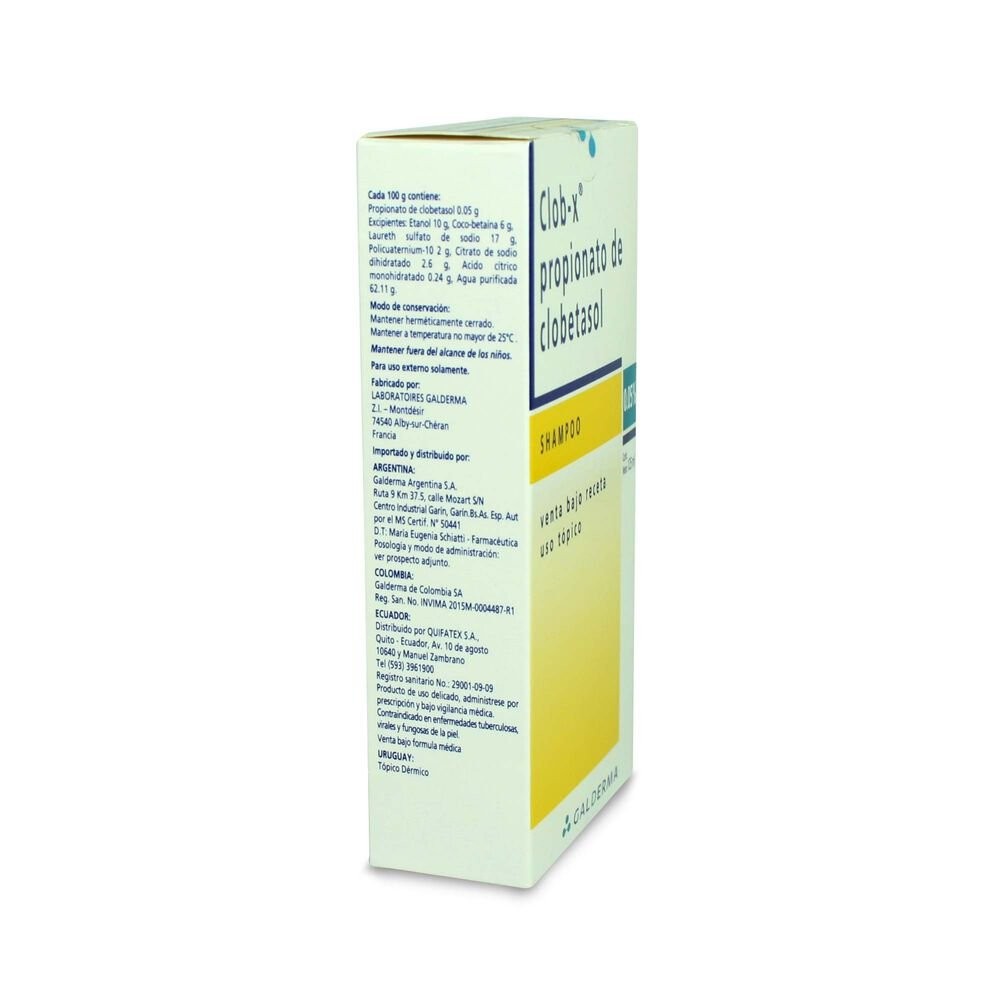 Cada 100 g contiene:
Propionato de clobetasol 0.05 g
Excipientes: Etanol 10 g, Coco-betaina 6 g,
Laureth sulfato de sodio 17 g,
Policuaternium-10 2 g, Citrato de sodio
dihidratado 2.6 g, Acido cítrico
monohidratado 0.24 g, Agua purificada
62.11 g.
Modo de conservación:
Mantener herméticamente cerrado.
Mantener a temperatura no mayor de 25°C.
Mantener fuera del alcance de los niños.
Para uso externo solamente.
Fabricado por:
LABORATOIRES GALDERMA
Z.I. – Montdésir
74540 Alby-sur-Chéran
Francia
Importado y distribuido por:
ARGENTINA:
Galderma Argentina S.A.
Ruta 9 Km 37.5, calle Mozart S/N
Centro Industrial Garin, Garín.Bs.As. Esp. Aut
por el MS Certif. N° 50441
D.T: Maria Eugenia Schiatti - Farmacéutica
Posología y modo de administración:
ver prospecto adjunto.
COLOMBIA:
Galderma de Colombia SA
Reg. San. No. INVIMA 2015M-0004487-R1
ECUADOR:
Distribuido por QUIFATEX S.A.,
Quito - Ecuador, Av. 10 de agosto
10640 y Manuel Zambrano
Tel (593) 3961900
Registro sanitario No.: 29001-09-09
Producto de uso delicado, adminístrese por
prescripción y bajo vigilancia médica.
Contraindicado en enfermedades tuberculosas,
virales y fungosas de la piel.
Venta bajo formula médica
URUGUAY:
Tópico Dérmico
Clob-x®
propionato de
clobetasol
0.05%
SHAMPOO
venta bajo receta
uso tópico
GALDERMA